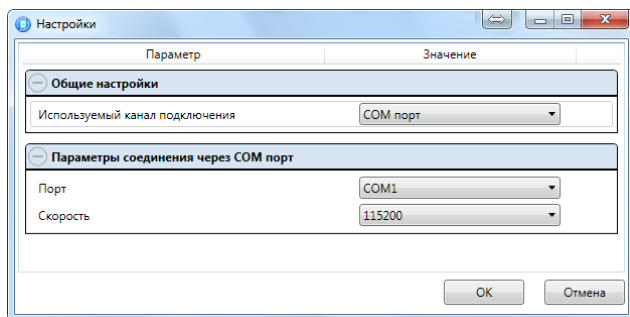 Настройки
Параметр Значение
Общие настройки
Используемый канал подключения COM порт
Параметры соединения через COM порт
Порт COM1
Скорость 115200
OK Отмена